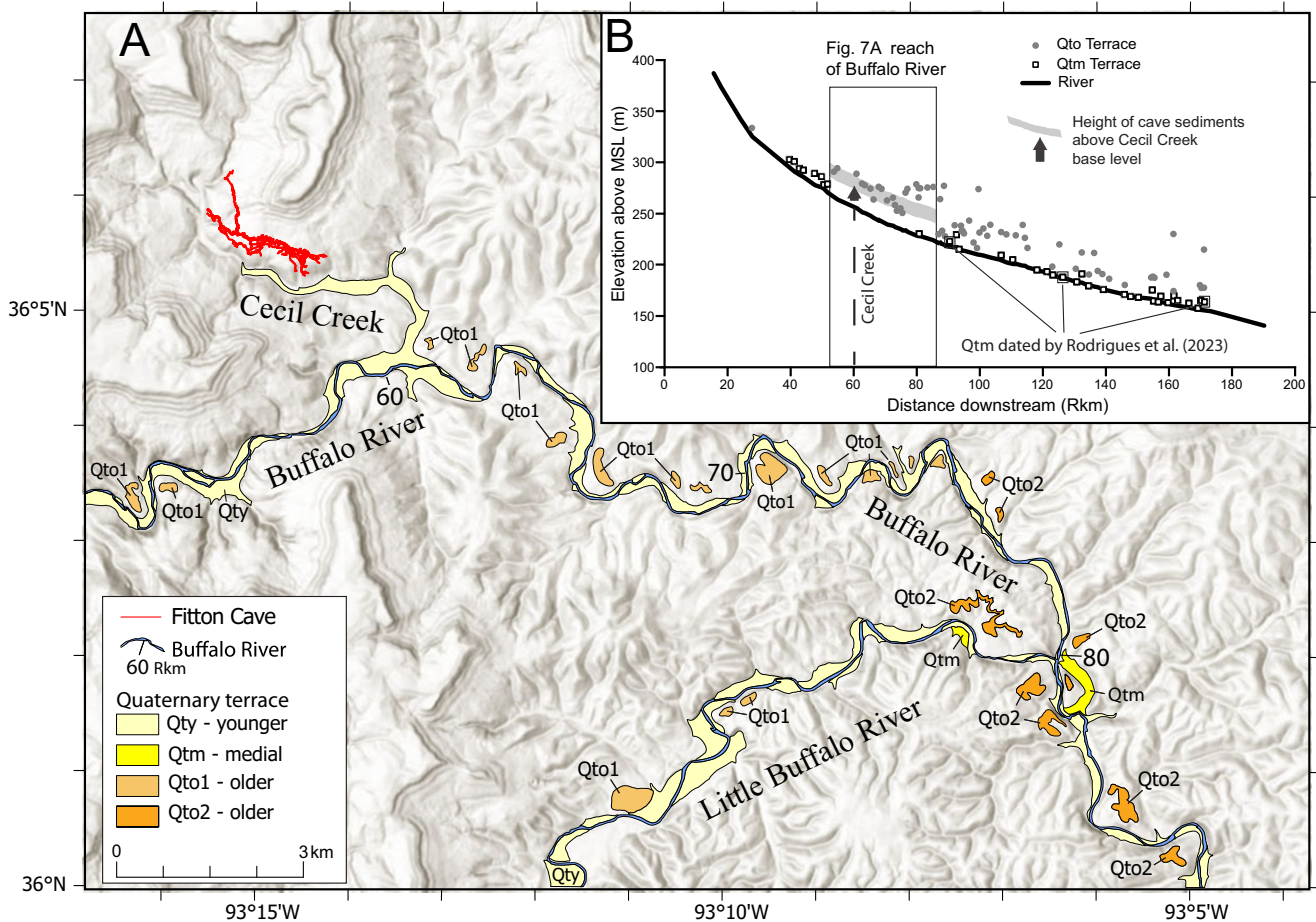 A
B
Fig. 7A reach
of Buffalo River
Qto Terrace
Qtm Terrace
River
Height of cave sediments
above Cecil Creek
base level
Elevation above MSL (m)
400
350
300
250
200
150
100
Cecil Creek
Qtm dated by Rodrigues et al. (2023)
0
20
40
60
80
100
120
140
160
180
200
Distance downstream (Rkm)
36°5'N
36°N
93°15'W
93°10'W
93°5'W
Cecil Creek
Qto1
Qto1
60
Buffalo River
Qto1
Qto1
Qty
Qto1
70
Qto1
Qto1
Qto2
Buffalo River
Qto2
Qtm
Qto2
80
Qtm
Qto2
Qto1
Little Buffalo River
Qto1
Qto2
Qto2
Qty
Fitton Cave
Buffalo River
60 Rkm
Quaternary terrace
Qty - younger
Qtm - medial
Qto1 - older
Qto2 - older
0
3 km